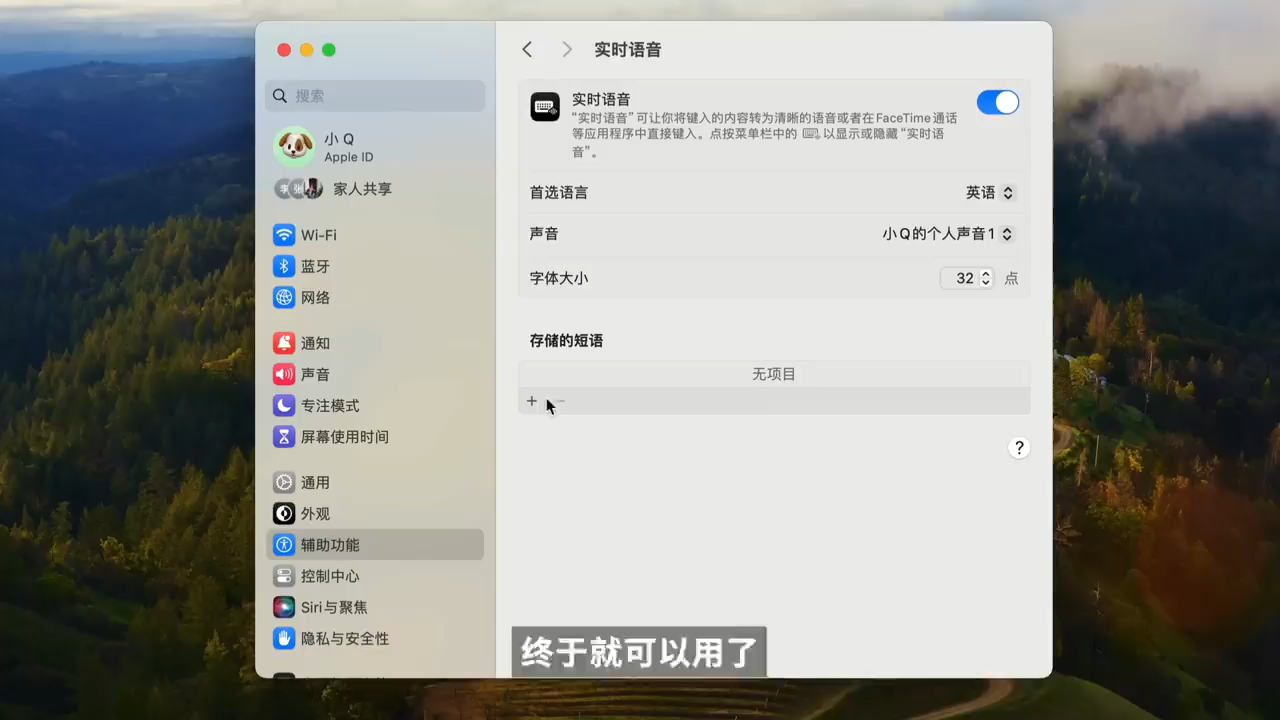 实时语音
搜索
小 Q
Apple ID
李 张
家人共享
Wi-Fi
蓝牙
网络
通知
声音
专注模式
屏幕使用时间
通用
外观
辅助功能
控制中心
Siri与聚焦
隐私与安全性
实时语音
“实时语音”可让你将键入的内容转为清晰的语音或者在FaceTime通话
等应用程序中直接键入。点按菜单栏中的 以显示或隐藏“实时语
音”。
首选语言
英语
声音
小Q的个人声音1
字体大小
32
点
存储的短语
无项目
+ −
?
终于就可以用了